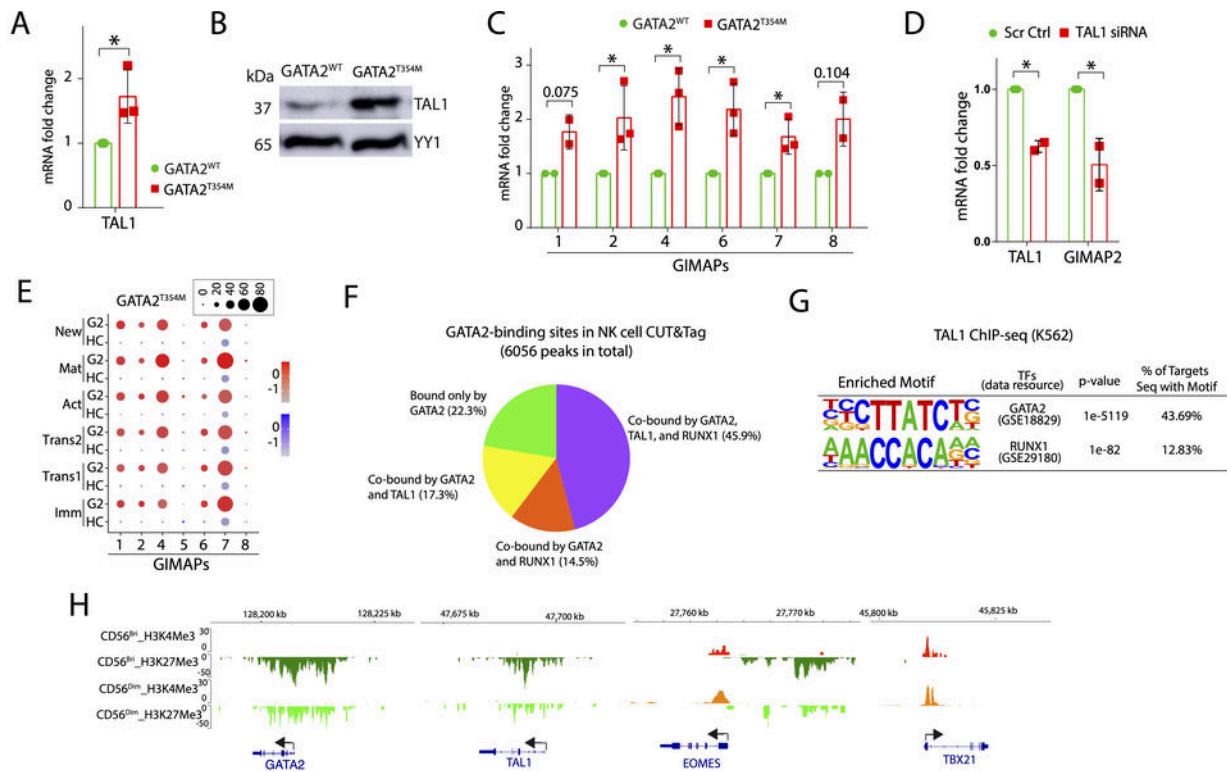 A
mRNA fold change
2
1
0
*
TAL1
GATA2WT
GATA2T354M
B
kDa
GATA2WT
GATA2T354M
37
TAL1
65
YY1
C
GATA2WT
GATA2T354M
mRNA fold change
3
2
1
0
0.075
*
*
*
*
0.104
1 2 4 6 7 8
GIMAPs
D
Scr Ctrl
TAL1 siRNA
mRNA fold change
1.0
0.5
0.0
*
*
TAL1 GIMAP2
E
GATA2T354M
0 20 40 60 80
New G2
HC
Mat G2
HC
Act G2
HC
Trans2 G2
HC
Trans1 G2
HC
Imm G2
HC
0
-1
0
-1
1 2 4 5 6 7 8
GIMAPs
F
GATA2-binding sites in NK cell CUT&Tag
(6056 peaks in total)
Bound only by
GATA2 (22.3%)
Co-bound by GATA2,
TAL1, and RUNX1 (45.9%)
Co-bound by GATA2
and TAL1 (17.3%)
Co-bound by GATA2
and RUNX1 (14.5%)
G
TAL1 ChIP-seq (K562)
Enriched Motif
TFs
(data resource)
p-value
% of Targets
Seq with Motif
CTTATCT
GATA2
(GSE18829)
1e-5119
43.69%
AAACCACA
RUNX1
(GSE29180)
1e-82
12.83%
H
128,200 kb 128,225 kb 47,675 kb 47,700 kb 27,760 kb 27,770 kb 45,800 kb 45,825 kb
CD56Bri_H3K4Me3
30
0
CD56Bri_H3K27Me3
0
-50
CD56Dim_H3K4Me3
30
0
CD56Dim_H3K27Me3
0
-50
GATA2 TAL1 EOMES TBX21